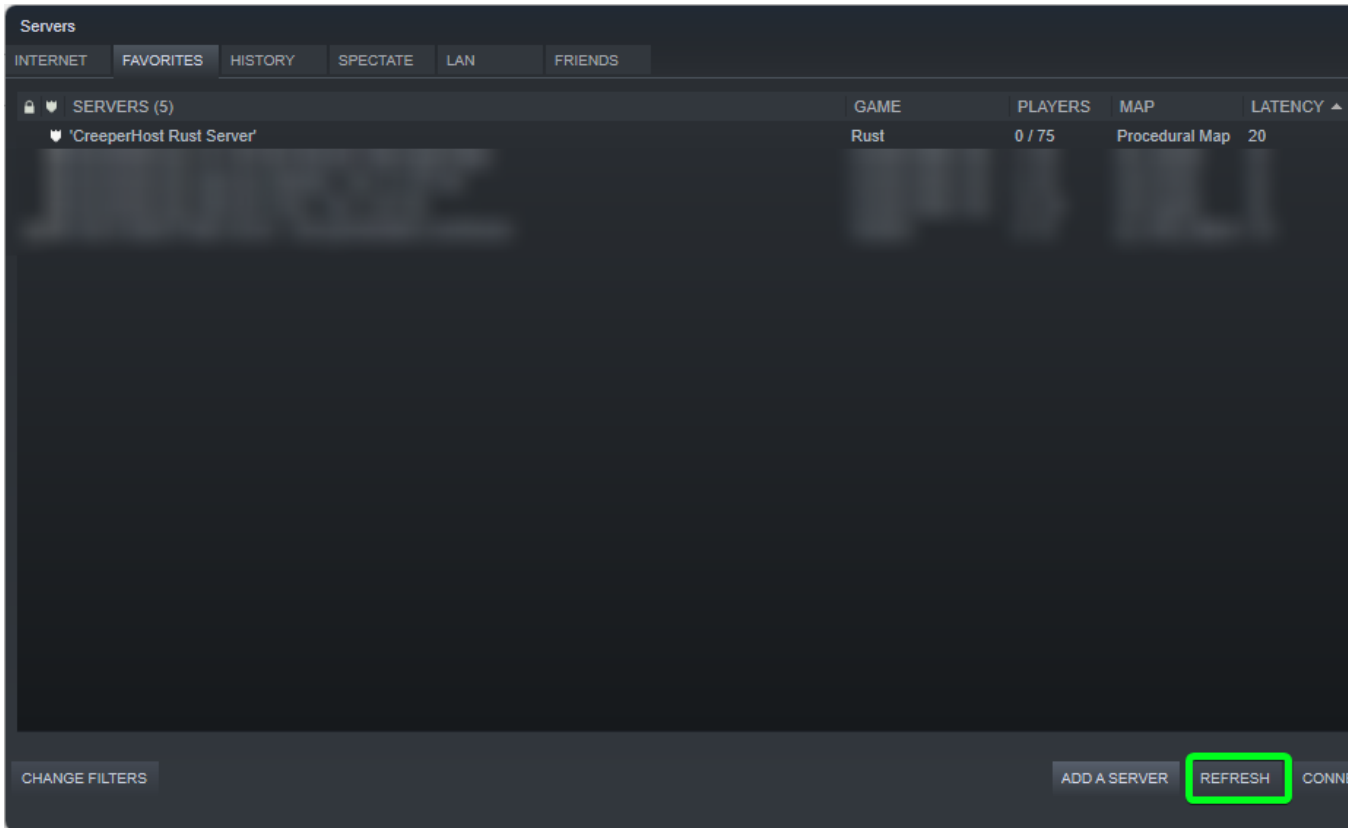 Servers
INTERNET FAVORITES HISTORY SPECTATE LAN FRIENDS
SERVERS (5) GAME PLAYERS MAP LATENCY
'CreeperHost Rust Server' Rust 0 / 75 Procedural Map 20
CHANGE FILTERS ADD A SERVER REFRESH CONNE